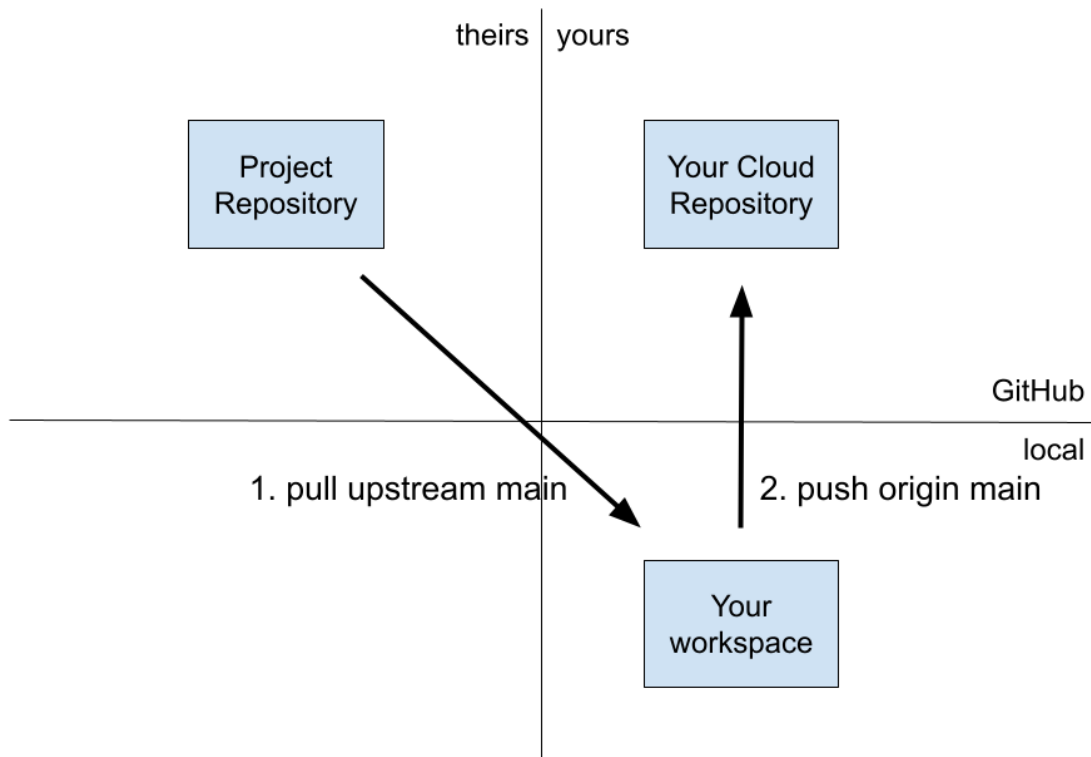 theirs
yours
Project
Repository
Your Cloud
Repository
GitHub
local
1. pull upstream main
2. push origin main
Your
workspace